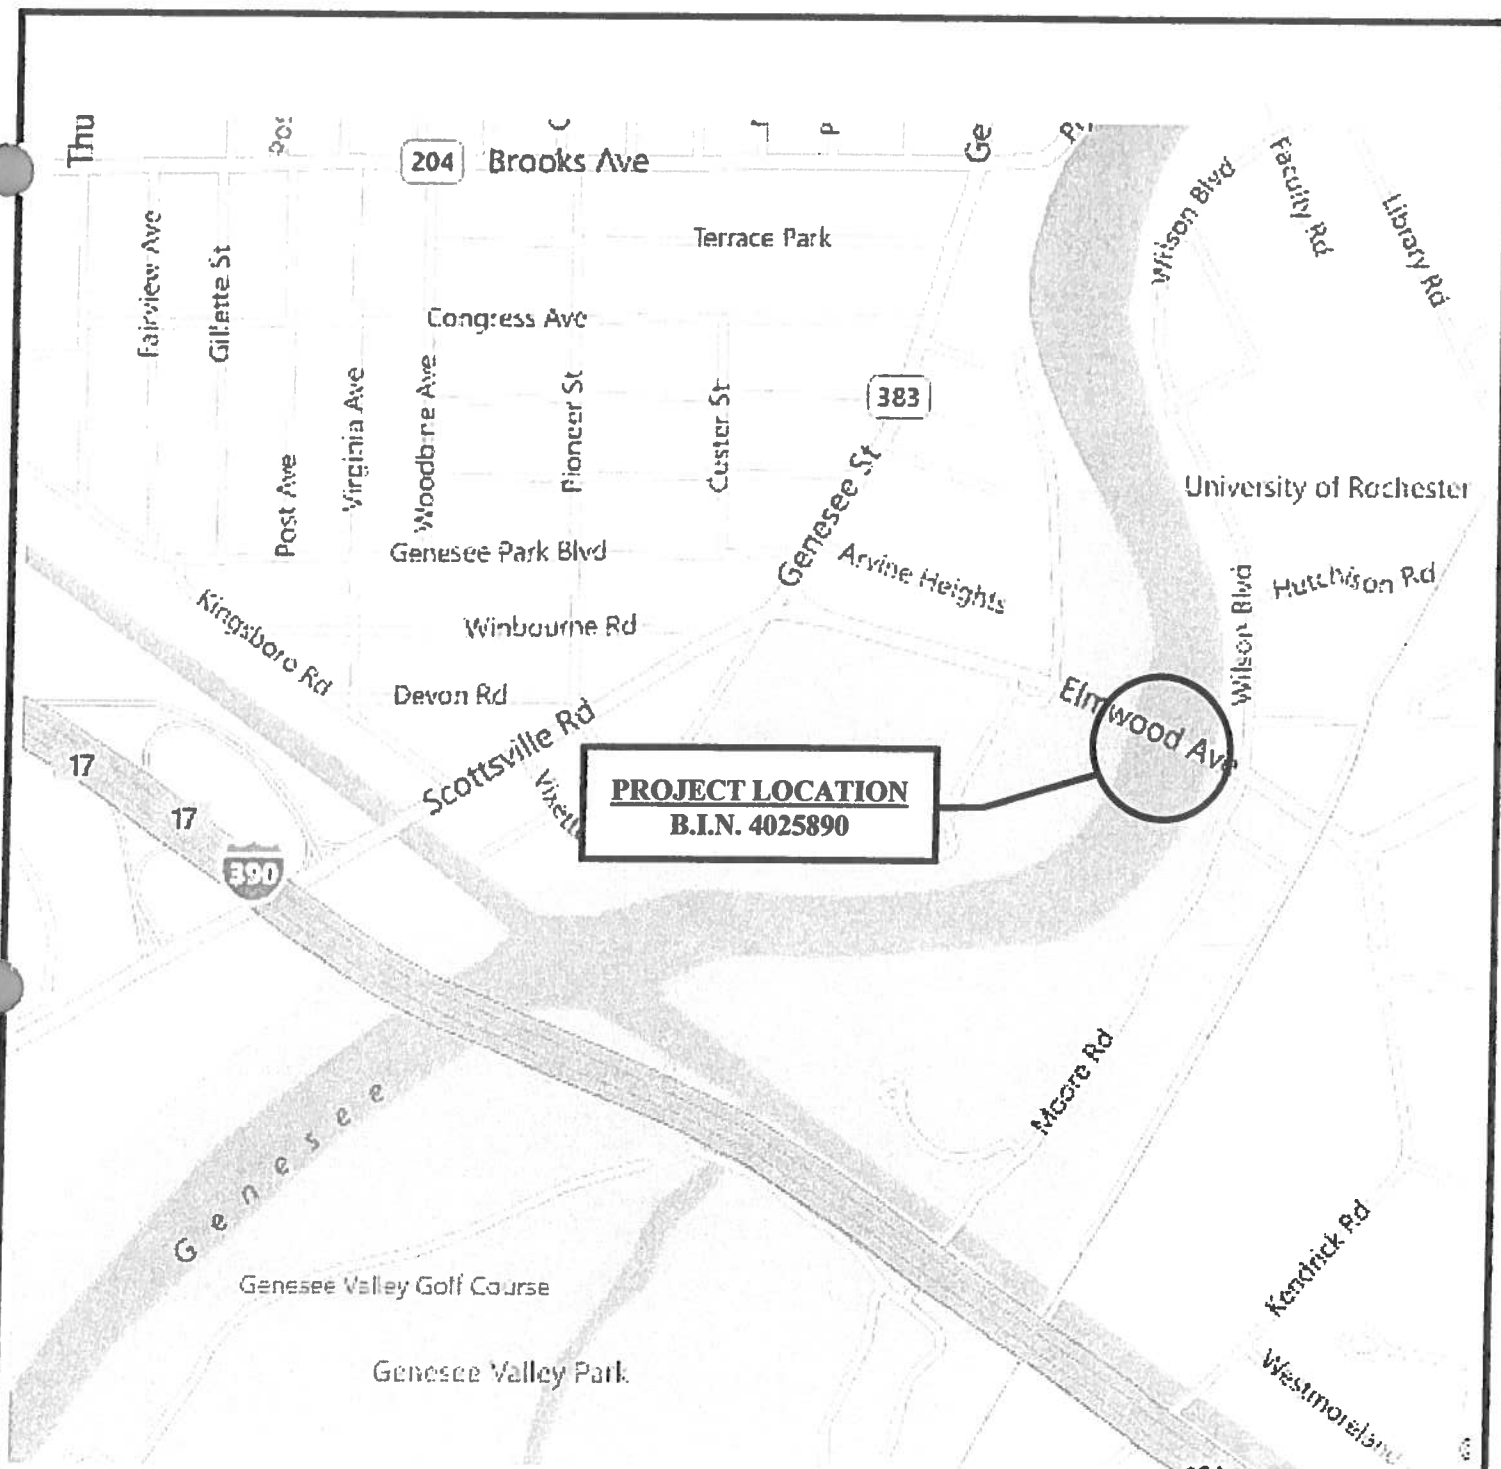 Thu
Ge
204
Brooks Ave
Wilson Blvd
Faculty Rd
Library Rd
Fairview Ave
Gillette St
Terrace Park
Congress Ave
Post Ave
Virginia Ave
Woodbine Ave
Pioneer St
Custer St
383
Genesee St
University of Rochester
Genesee Park Blvd
Arvine Heights
Hutchison Rd
Wilson Blvd
Kingsboro Rd
Winbourne Rd
Devon Rd
Elmwood Ave
Scottsville Rd
17
17
390
PROJECT LOCATION
B.I.N. 4025890
Moore Rd
Genesee
Genesee Valley Golf Course
Genesee Valley Park
Kendrick Rd
Westmoreland